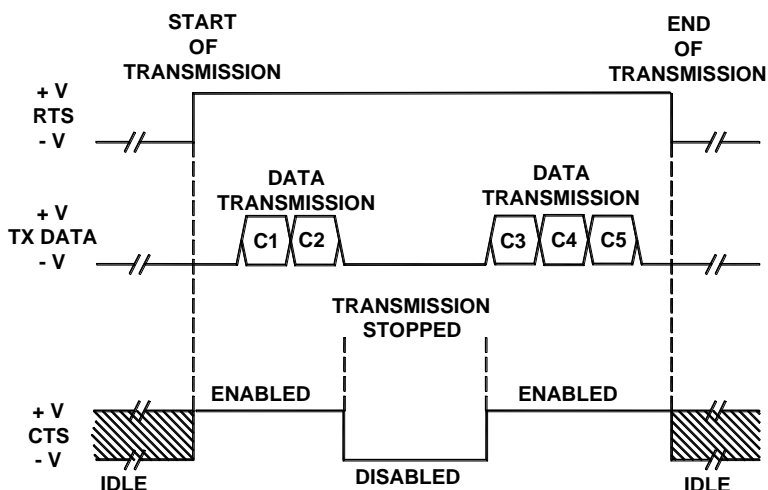 START
OF
TRANSMISSION
END
OF
TRANSMISSION
+ V
RTS
- V
DATA
TRANSMISSION
DATA
TRANSMISSION
+ V
TX DATA
- V
C1 C2 C3 C4 C5
TRANSMISSION
STOPPED
ENABLED ENABLED
+ V
CTS
- V
DISABLED
IDLE IDLE